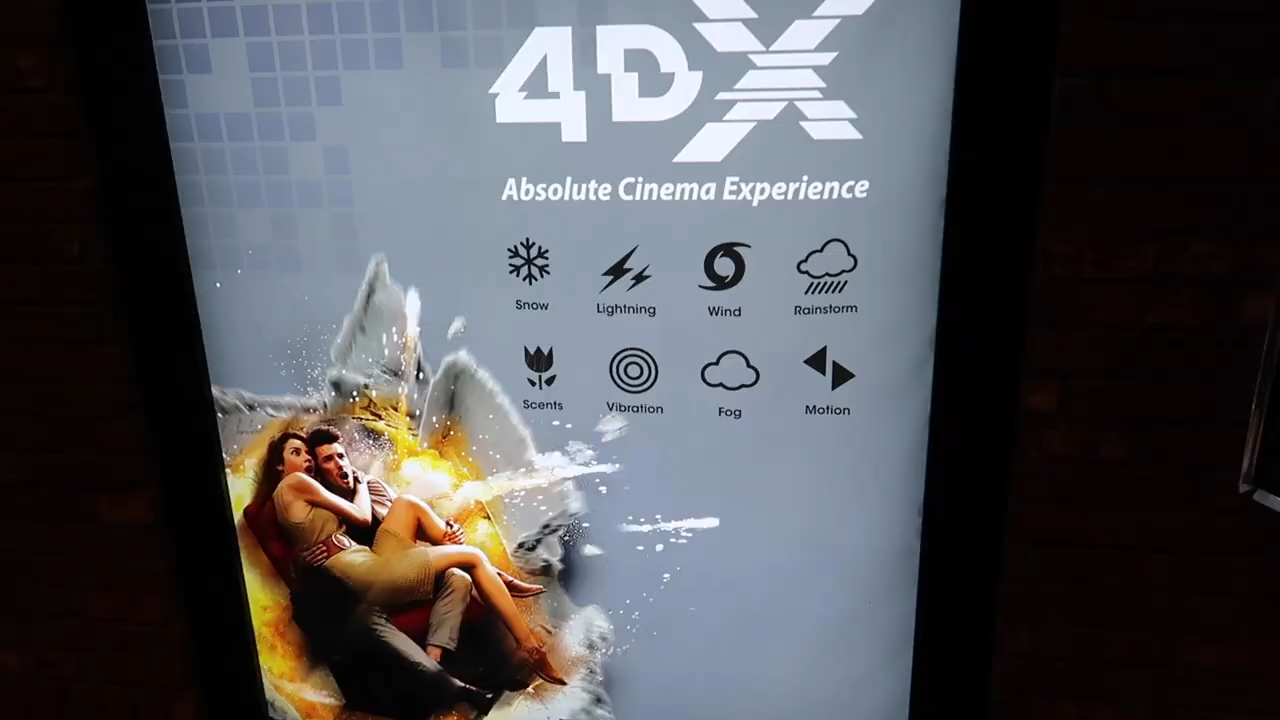 4DX
Absolute Cinema Experience
Snow Lightning Wind Rainstorm
Scents Vibration Fog Motion